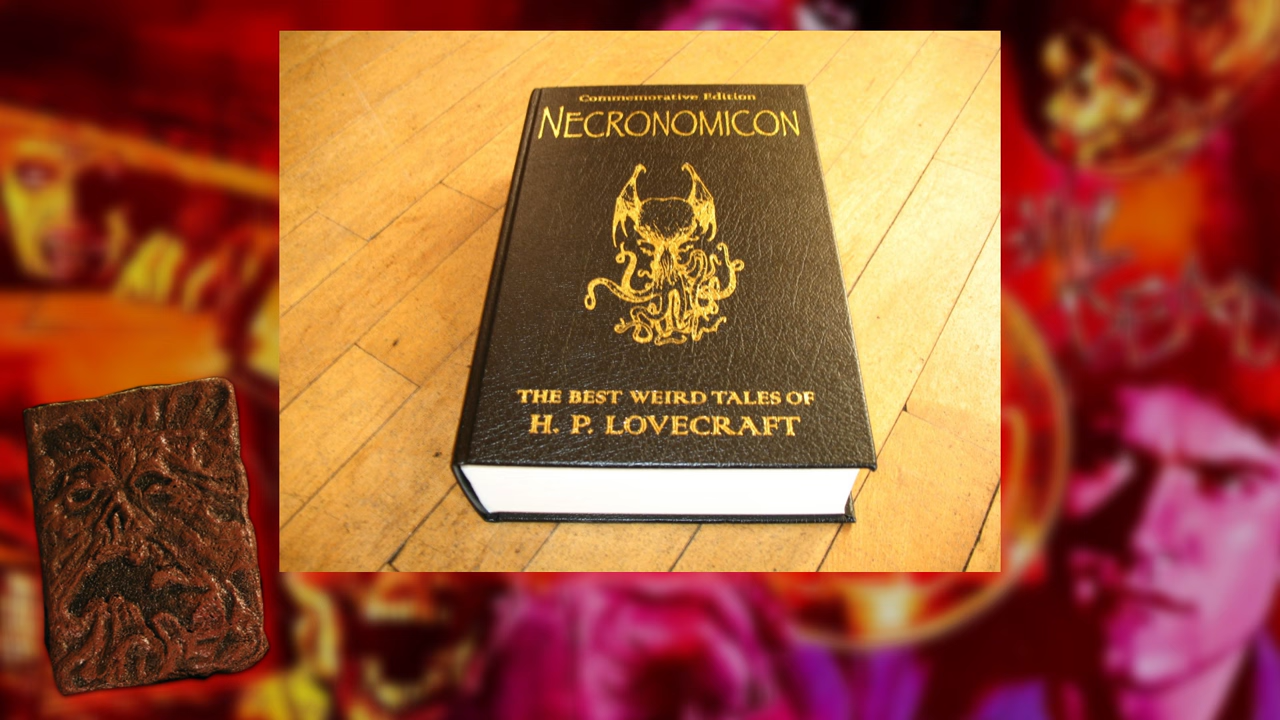 Commemorative Edition
NECRONOMICON
THE BEST WEIRD TALES OF
H. P. LOVECRAFT